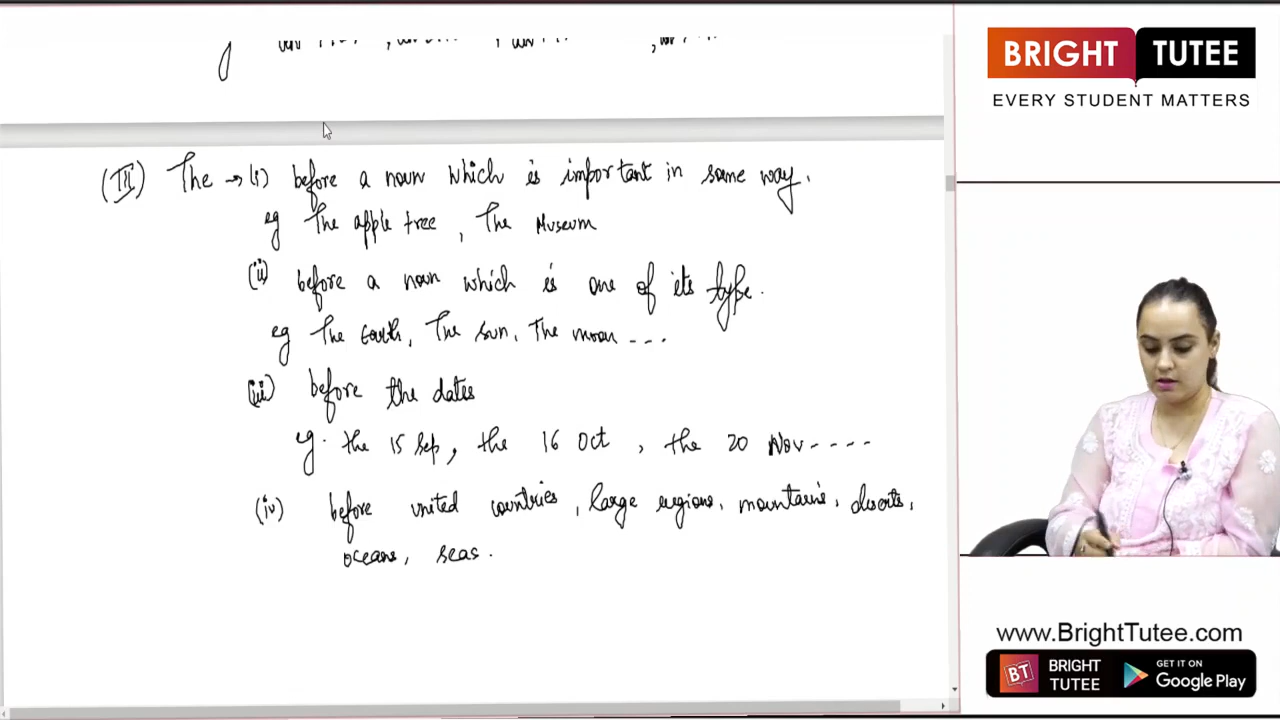 BRIGHT TUTEE
EVERY STUDENT MATTERS
(III) The → (i) before a noun which is important in some way.
eg The apple tree, The Museum
(ii) before a noun which is one of its type.
eg The Earth, The Sun, The moon ---
(iii) before the dates
eg. the 15 Sep, the 16 Oct, the 20 Nov----
(iv) before united countries, large regions, mountains, deserts,
oceans, seas.
www.BrightTutee.com
BT BRIGHT TUTEE
GET IT ON
Google Play